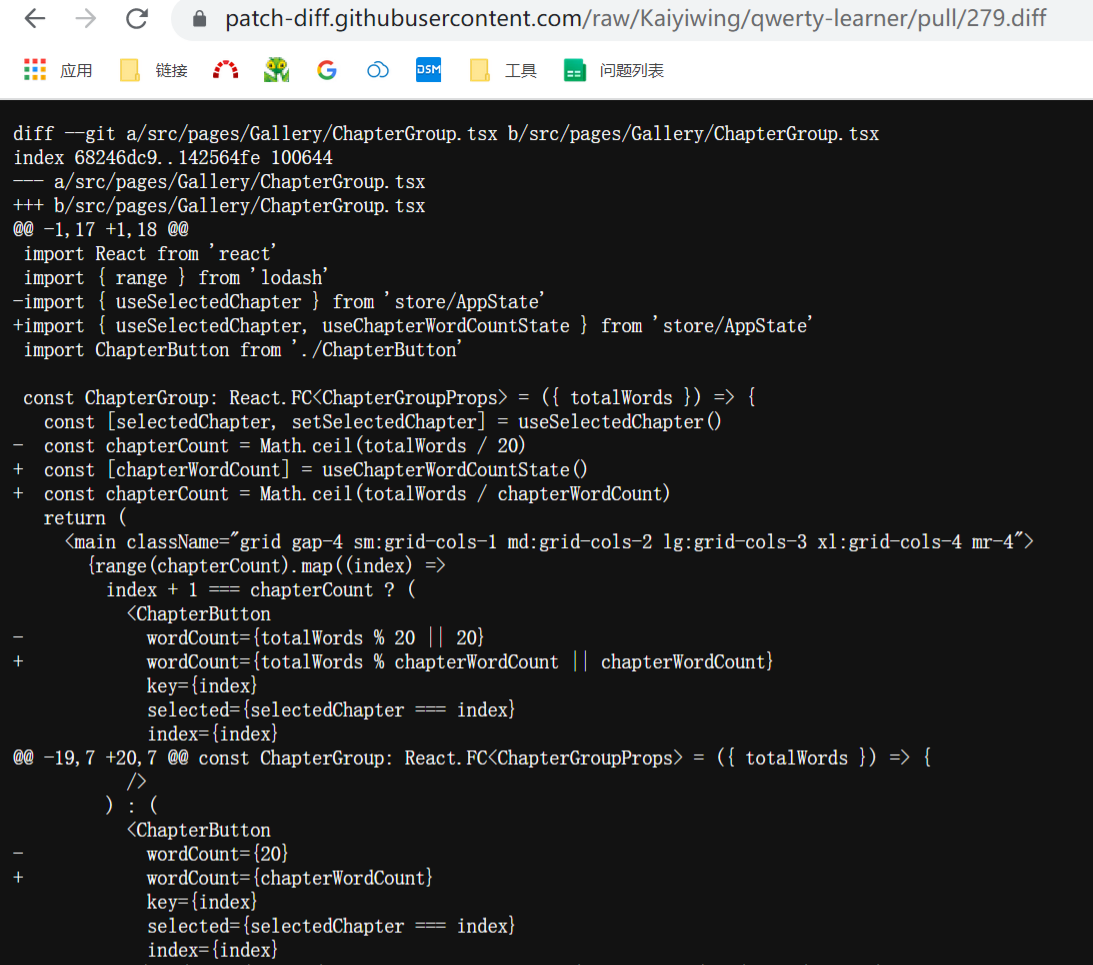 patch-diff.githubusercontent.com/raw/Kaiyiwing/qwerty-learner/pull/279.diff
应用 链接 DSM 工具 问题列表
diff --git a/src/pages/Gallery/ChapterGroup.tsx b/src/pages/Gallery/ChapterGroup.tsx
index 68246dc9..142564fe 100644
--- a/src/pages/Gallery/ChapterGroup.tsx
+++ b/src/pages/Gallery/ChapterGroup.tsx
@@ -1,17 +1,18 @@
 import React from 'react'
 import { range } from 'lodash'
-import { useSelectedChapter } from 'store/AppState'
+import { useSelectedChapter, useChapterWordCountState } from 'store/AppState'
 import ChapterButton from './ChapterButton'
 const ChapterGroup: React.FC<ChapterGroupProps> = ({ totalWords }) => {
   const [selectedChapter, setSelectedChapter] = useSelectedChapter()
-  const chapterCount = Math.ceil(totalWords / 20)
+  const [chapterWordCount] = useChapterWordCountState()
+  const chapterCount = Math.ceil(totalWords / chapterWordCount)
   return (
     <main className="grid gap-4 sm:grid-cols-1 md:grid-cols-2 lg:grid-cols-3 xl:grid-cols-4 mr-4">
       {range(chapterCount).map((index) =>
         index + 1 === chapterCount ? (
           <ChapterButton
-            wordCount={totalWords % 20 || 20}
+            wordCount={totalWords % chapterWordCount || chapterWordCount}
             key={index}
             selected={selectedChapter === index}
             index={index}
@@ -19,7 +20,7 @@ const ChapterGroup: React.FC<ChapterGroupProps> = ({ totalWords }) => {
           />
         ) : (
           <ChapterButton
-            wordCount={20}
+            wordCount={chapterWordCount}
             key={index}
             selected={selectedChapter === index}
             index={index}